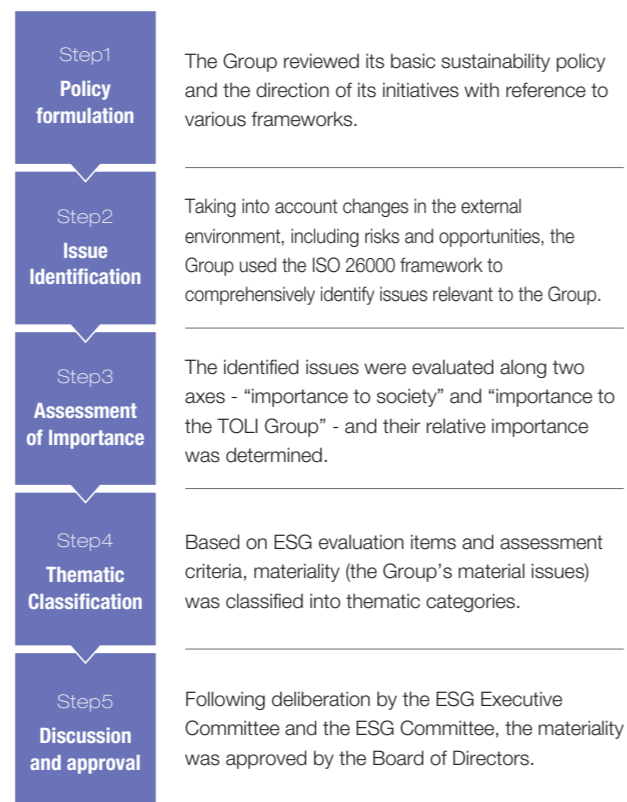 Step1
Policy
formulation
The Group reviewed its basic sustainability policy
and the direction of its initiatives with reference to
various frameworks.
Step2
Issue
Identification
Taking into account changes in the external
environment, including risks and opportunities, the
Group used the ISO 26000 framework to
comprehensively identify issues relevant to the Group.
Step3
Assessment
of Importance
The identified issues were evaluated along two
axes - “importance to society” and “importance to
the TOLI Group” - and their relative importance
was determined.
Step4
Thematic
Classification
Based on ESG evaluation items and assessment
criteria, materiality (the Group’s material issues)
was classified into thematic categories.
Step5
Discussion
and approval
Following deliberation by the ESG Executive
Committee and the ESG Committee, the materiality
was approved by the Board of Directors.